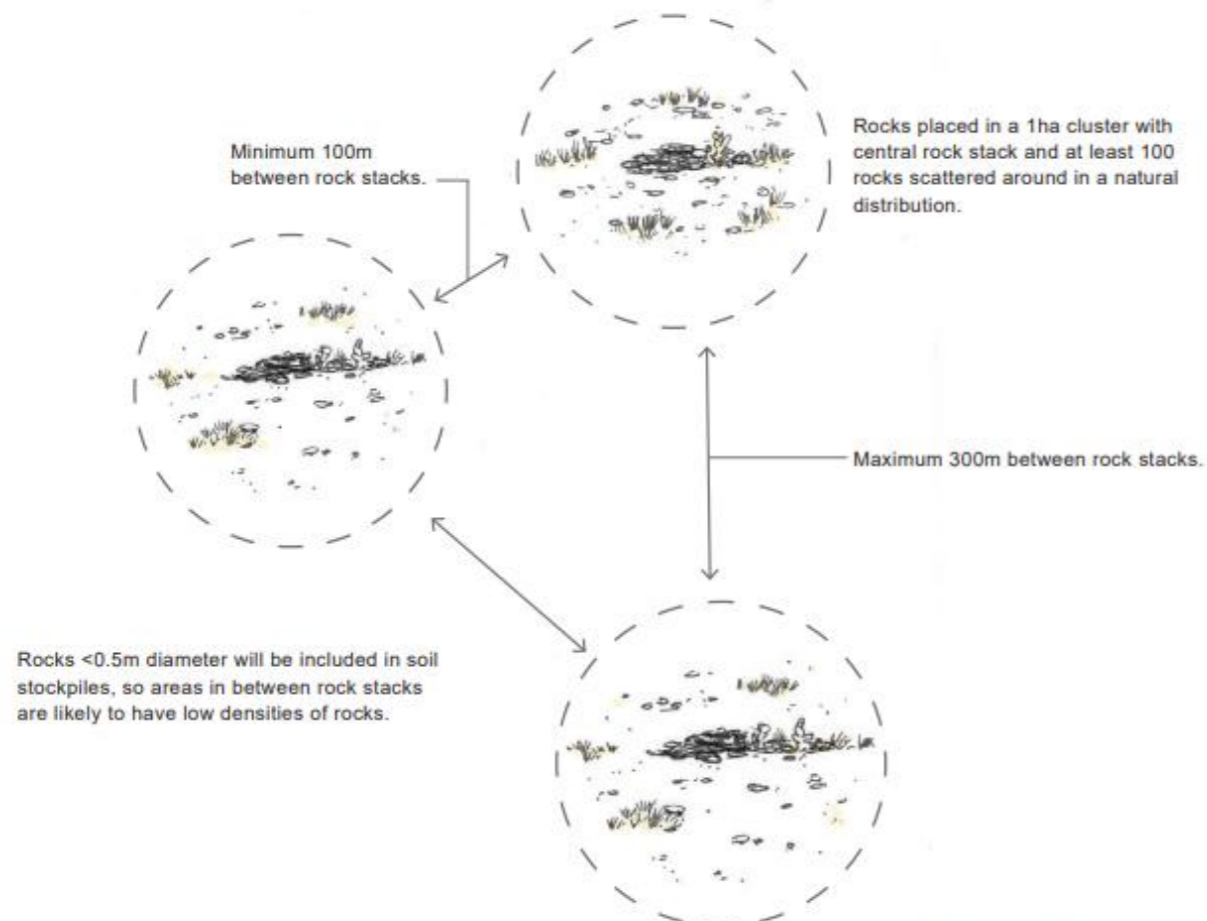 Minimum 100m
between rock stacks.
Rocks placed in a 1ha cluster with
central rock stack and at least 100
rocks scattered around in a natural
distribution.
Maximum 300m between rock stacks.
Rocks <0.5m diameter will be included in soil
stockpiles, so areas in between rock stacks
are likely to have low densities of rocks.